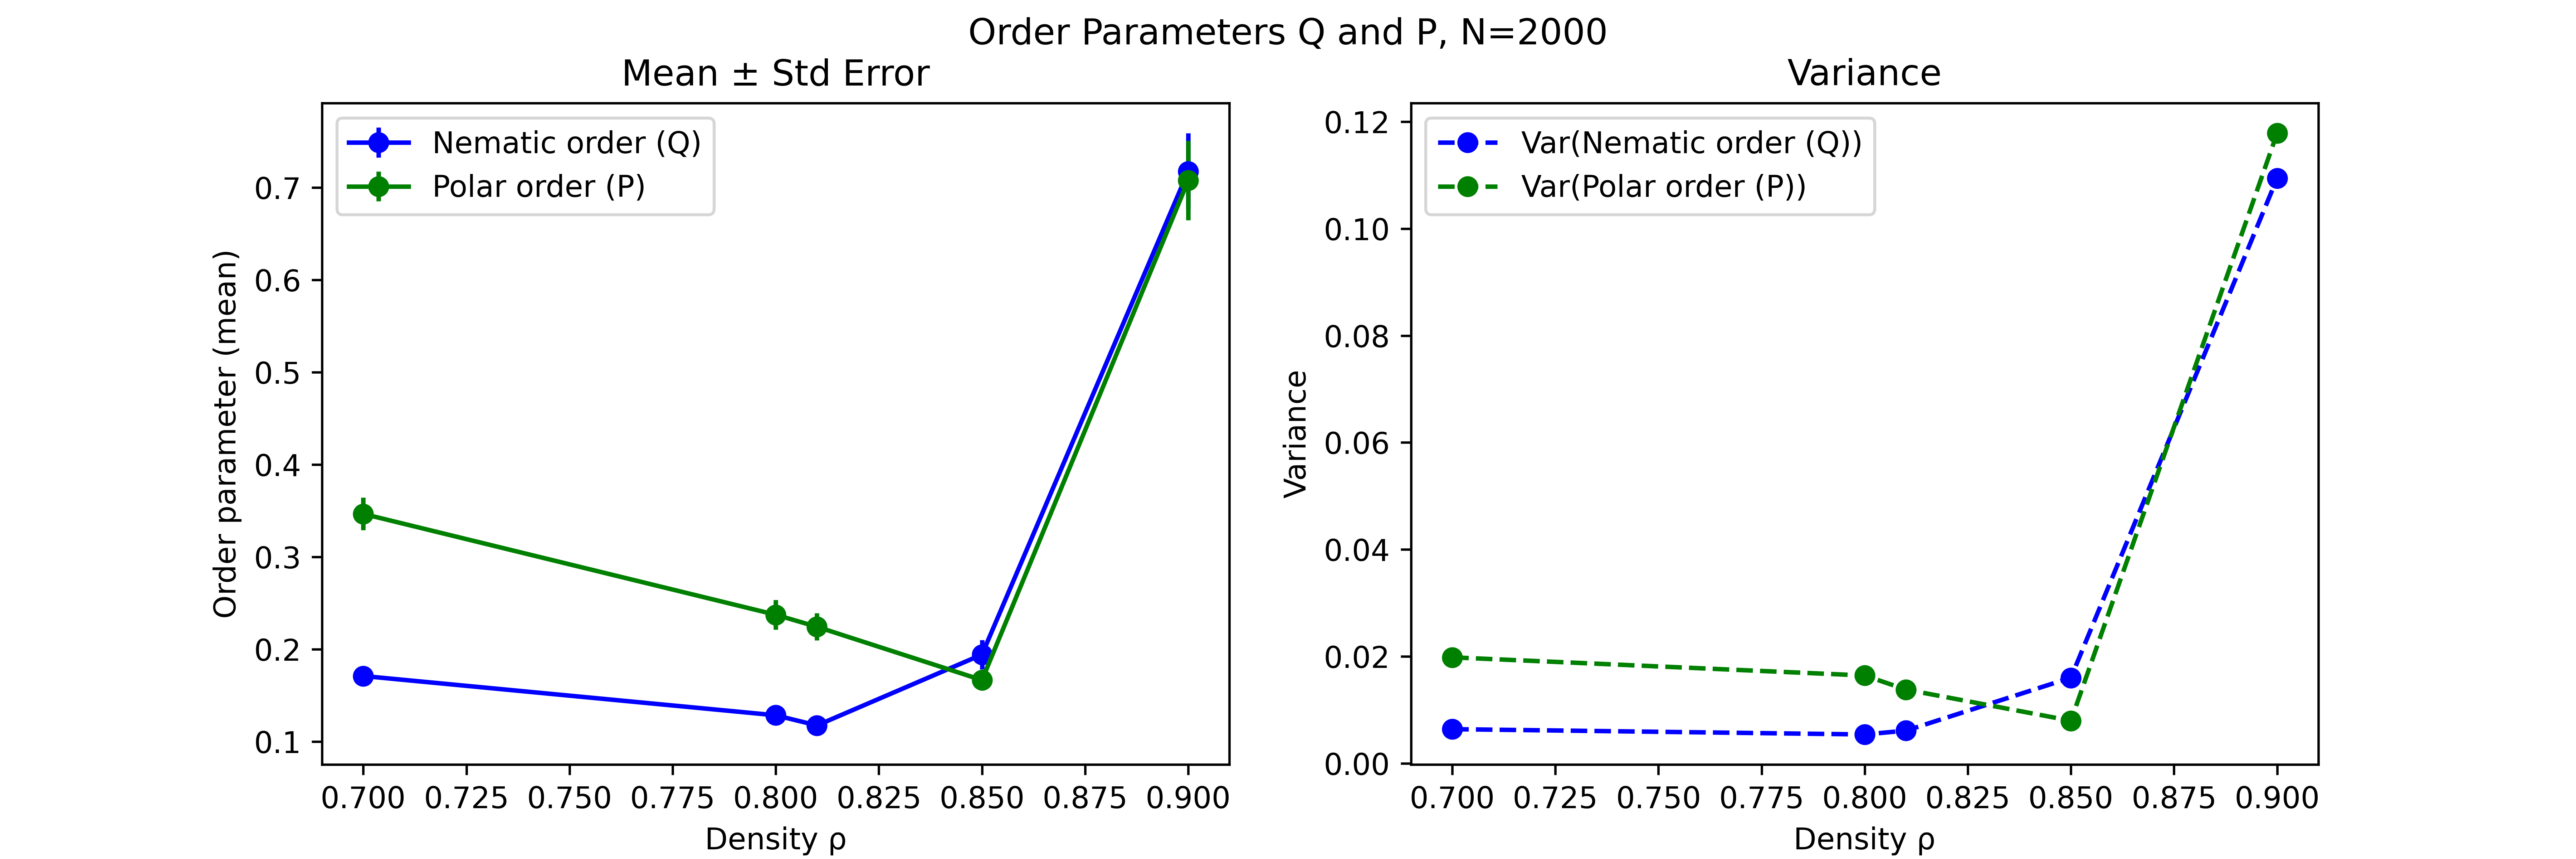 Order Parameters Q and P, N=2000
Mean ± Std Error
Nematic order (Q)
Polar order (P)
Order parameter (mean)
0.7
0.6
0.5
0.4
0.3
0.2
0.1
0.700 0.725 0.750 0.775 0.800 0.825 0.850 0.875 0.900
Density ρ
Variance
Var(Nematic order (Q))
Var(Polar order (P))
Variance
0.12
0.10
0.08
0.06
0.04
0.02
0.00
0.700 0.725 0.750 0.775 0.800 0.825 0.850 0.875 0.900
Density ρ